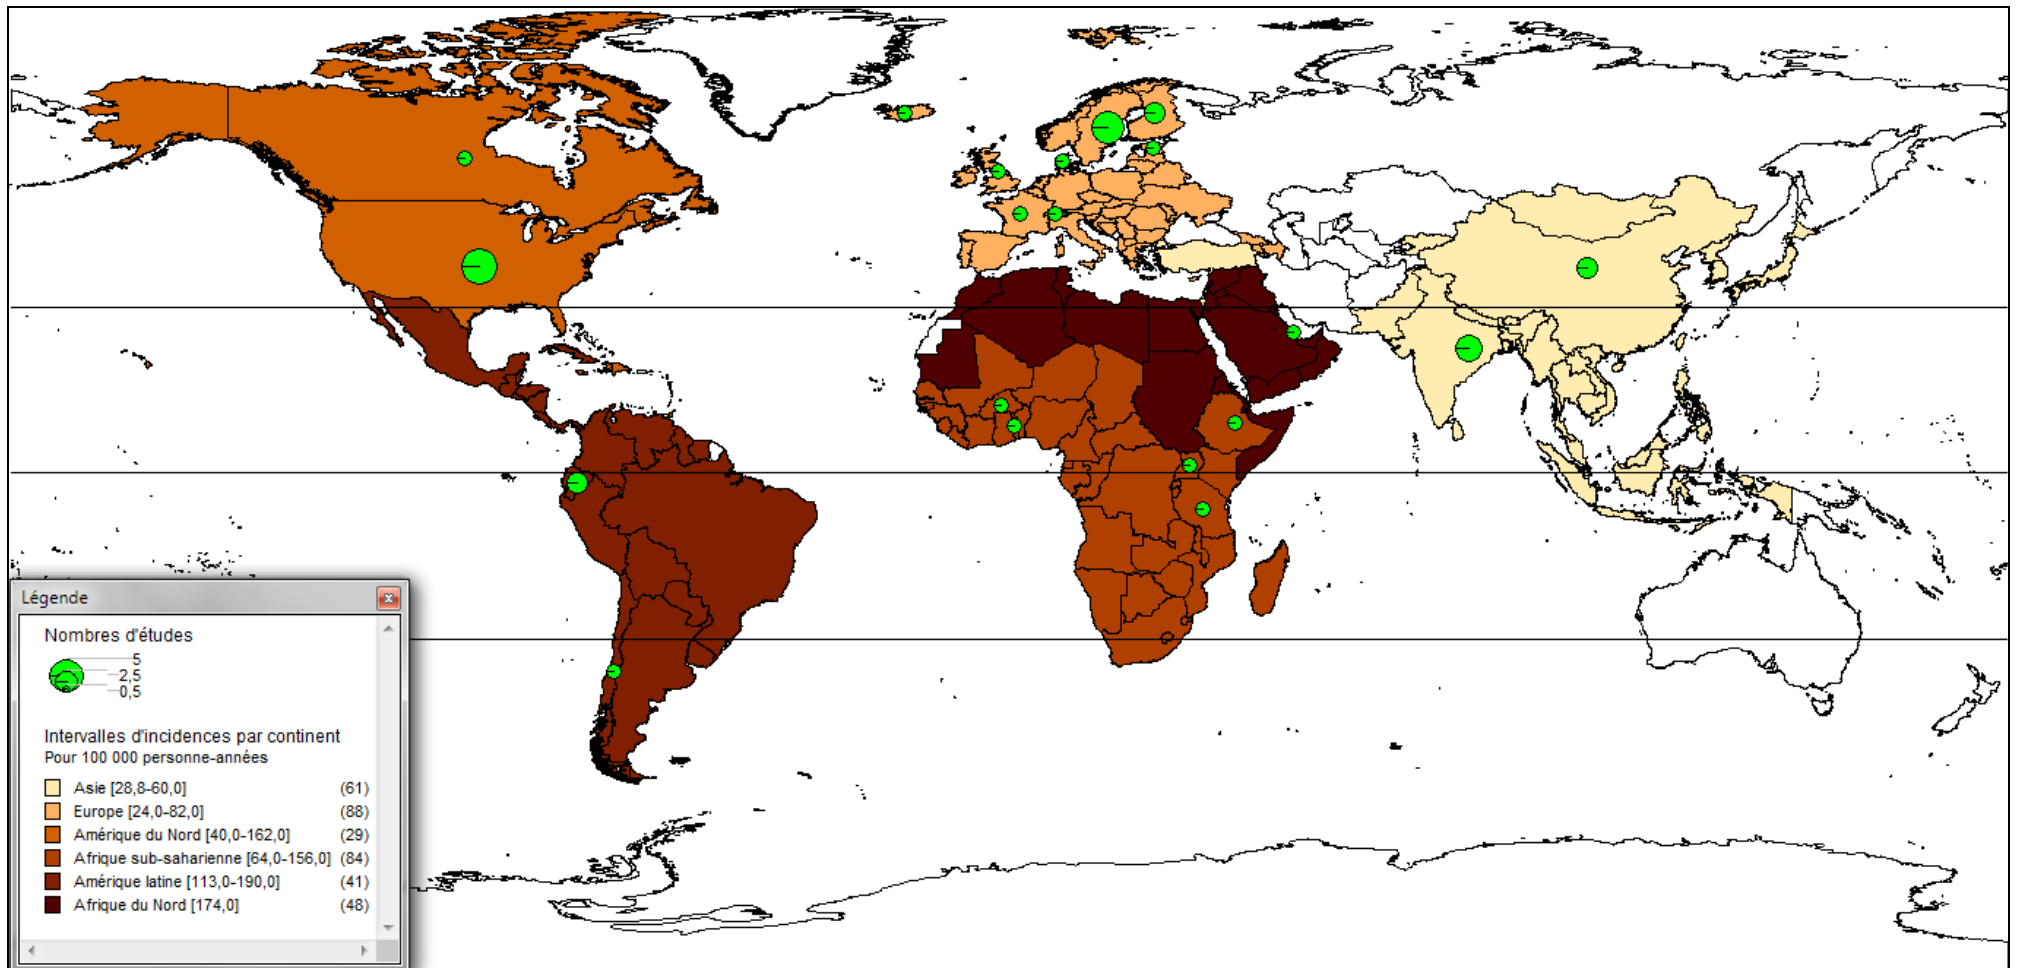 Légende
Nombres d'études
5
2,5
0,5
Intervalles d'incidences par continent
Pour 100 000 personne-années
Asie [28,8-60,0] (61)
Europe [24,0-82,0] (88)
Amérique du Nord [40,0-162,0] (29)
Afrique sub-saharienne [64,0-156,0] (84)
Amérique latine [113,0-190,0] (41)
Afrique du Nord [174,0] (48)